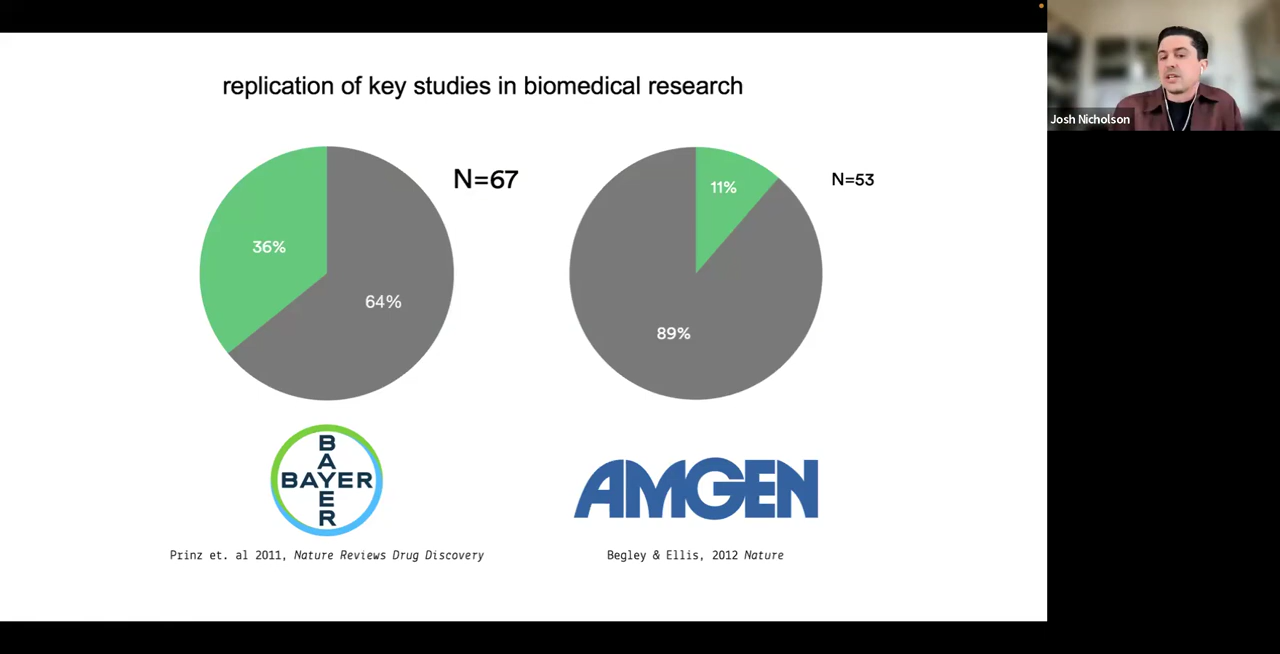 replication of key studies in biomedical research
N=67
36%
64%
11%
N=53
89%
BAYER
BAYER
AMGEN
Prinz et. al 2011, Nature Reviews Drug Discovery
Begley & Ellis, 2012 Nature
Josh Nicholson